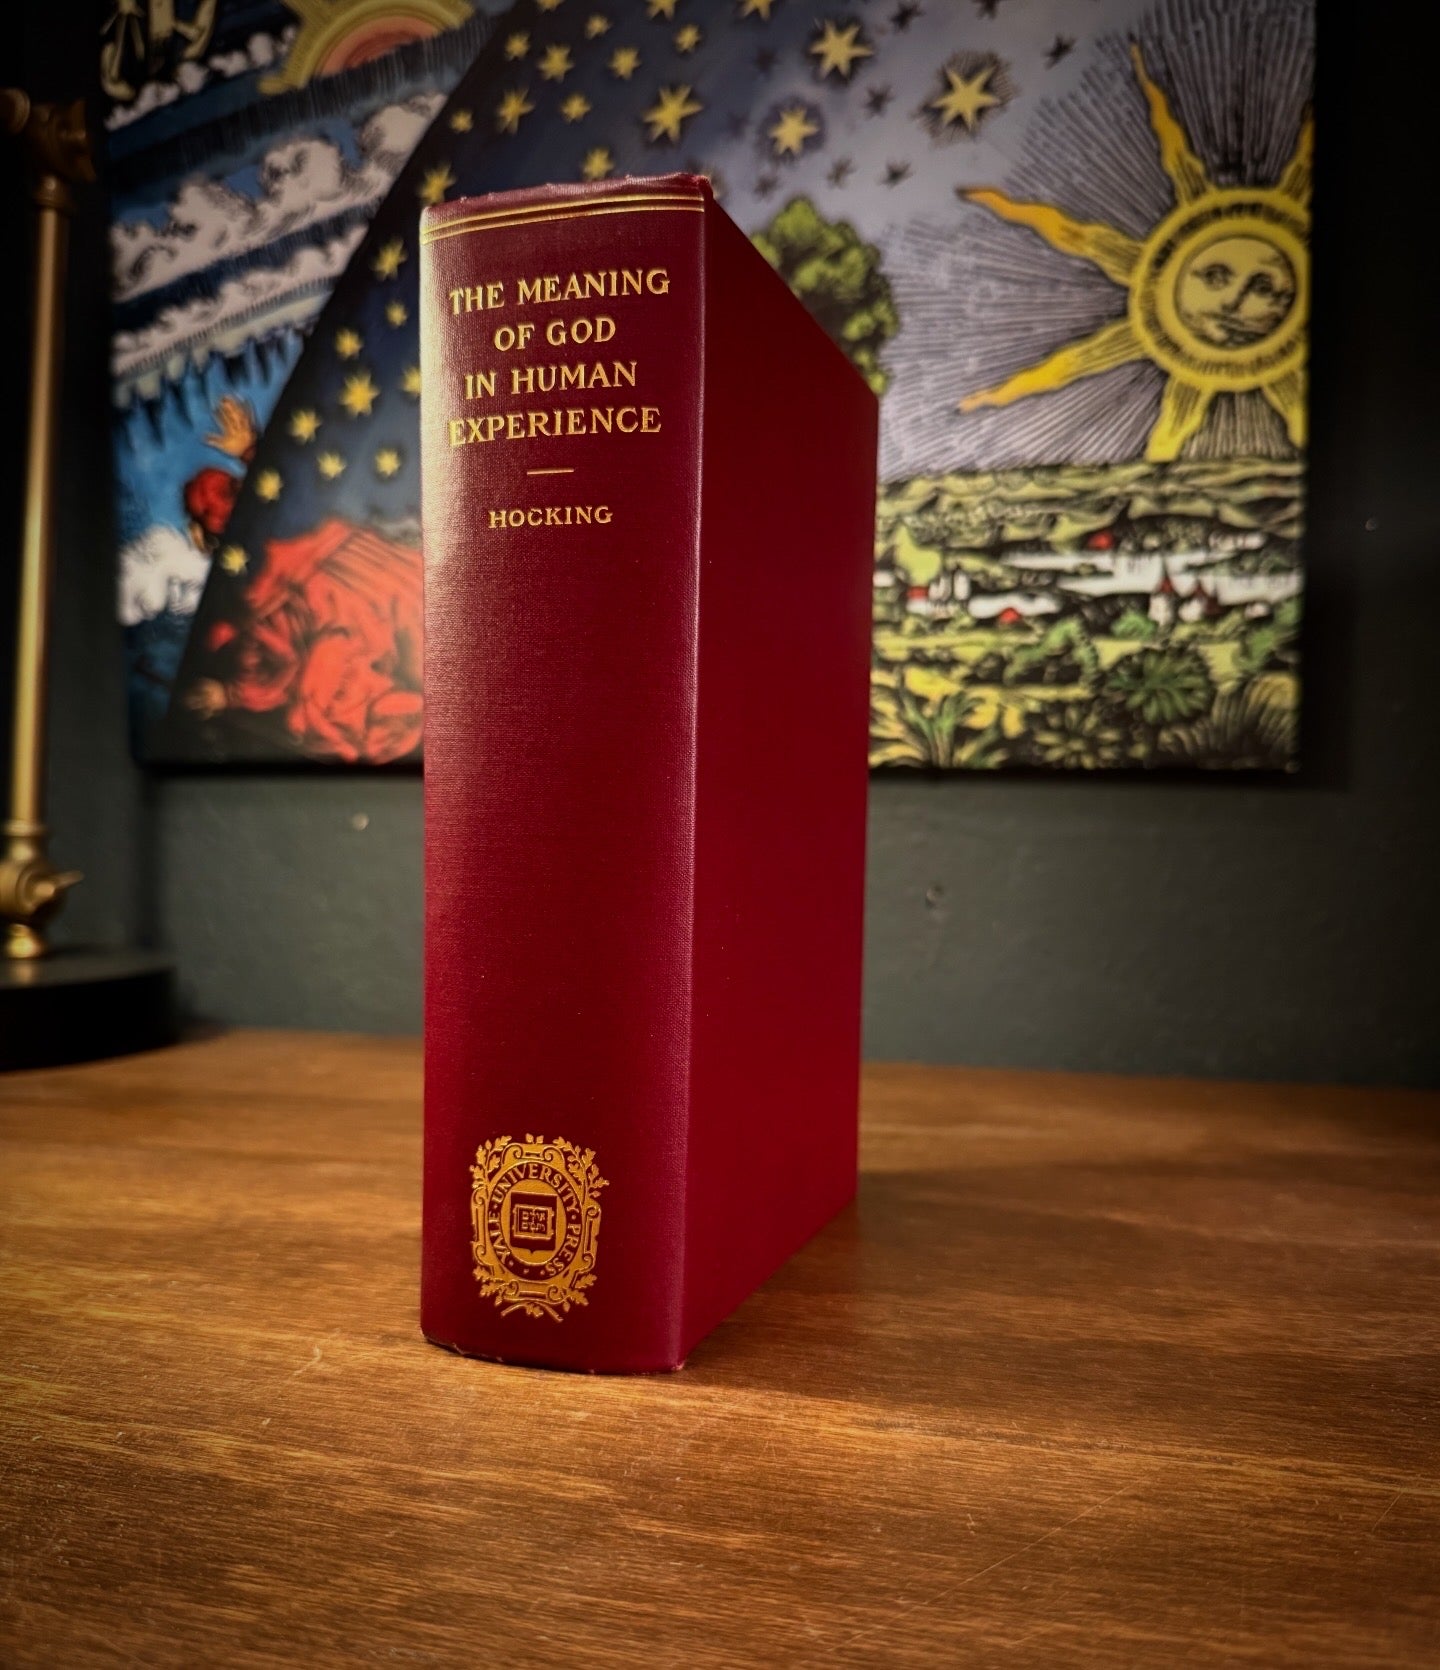 THE MEANING
OF GOD
IN HUMAN
EXPERIENCE
HOCKING
YALE · UNIVERSITY · PRESS